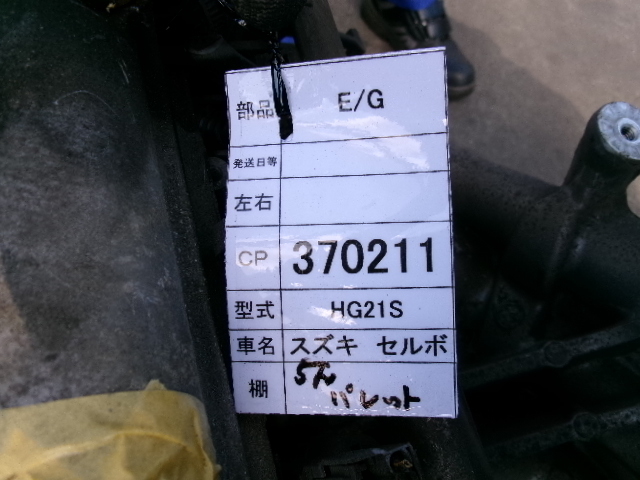 部品 E/G
発送日等
左右
CP 370211
型式 HG21S
車名 スズキ セルボ
棚 5万 パレット